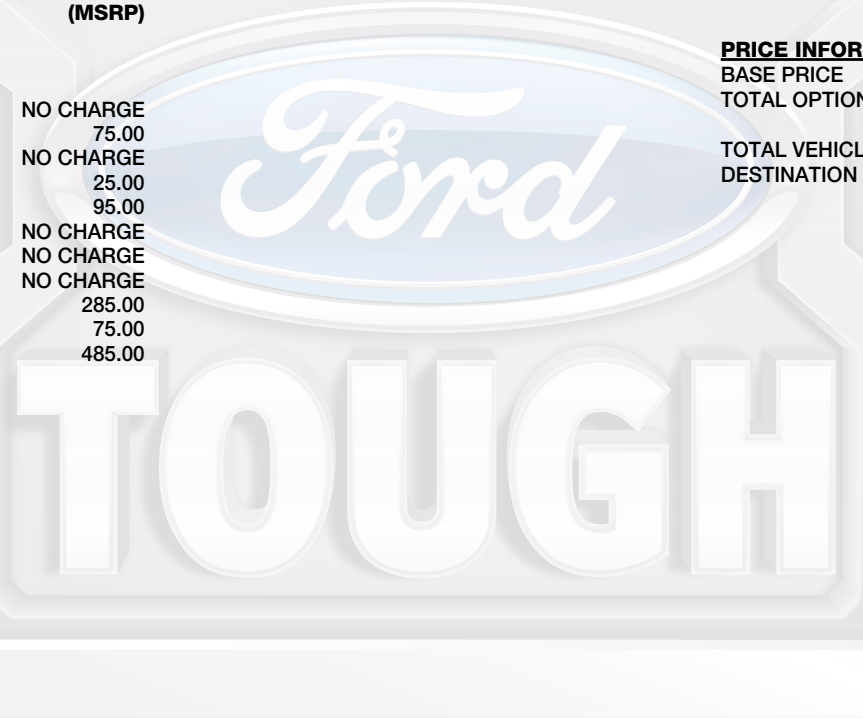 (MSRP)
NO CHARGE
75.00
NO CHARGE
25.00
95.00
NO CHARGE
NO CHARGE
NO CHARGE
285.00
75.00
485.00
PRICE INFOR
BASE PRICE
TOTAL OPTION
TOTAL VEHICL
DESTINATION
Ford
TOUGH